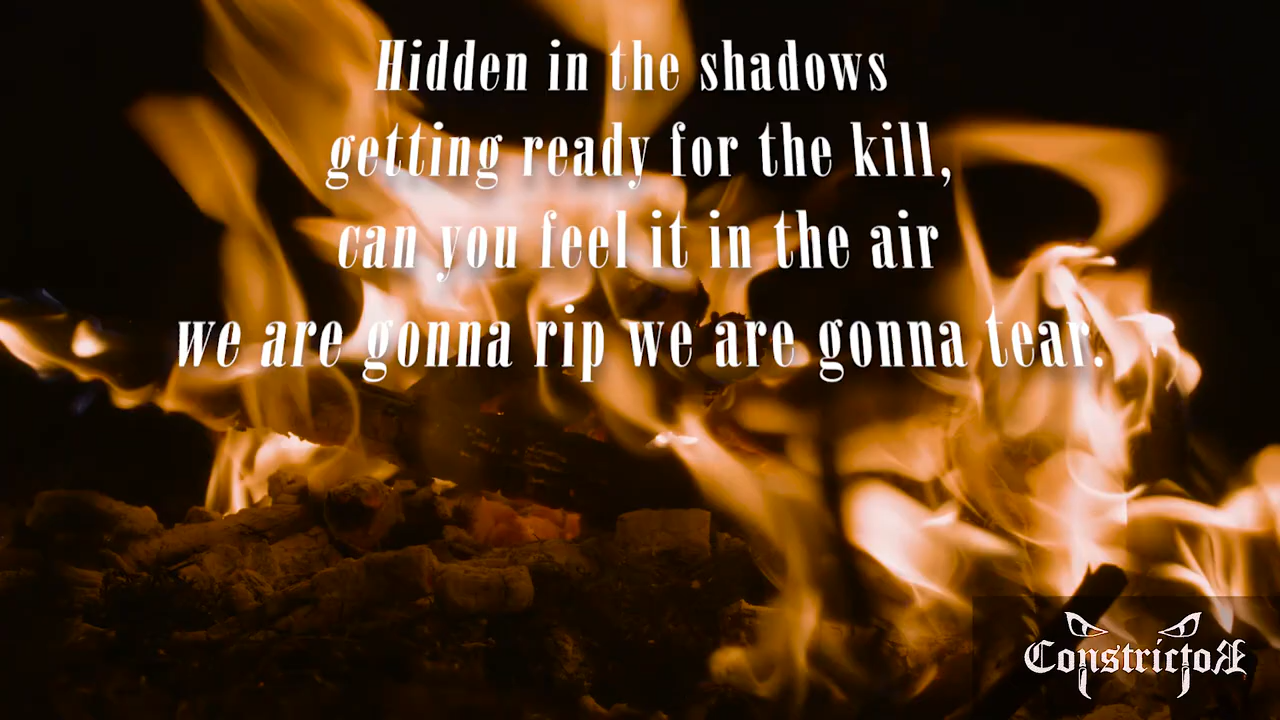 Hidden in the shadows
getting ready for the kill,
can you feel it in the air
we are gonna rip we are gonna tear.
ConstrictoR